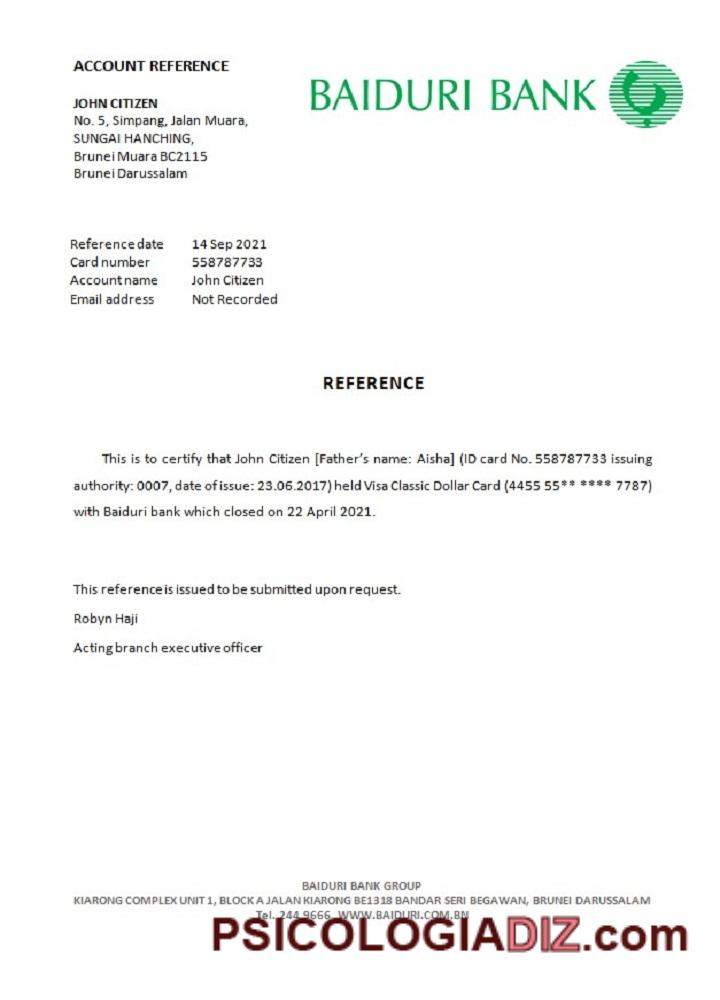 ACCOUNT REFERENCE
BAIDURI BANK
JOHN CITIZEN
No. 5, Simpang, Jalan Muara,
SUNGAI HANCHING,
Brunei Muara BC2115
Brunei Darussalam
Reference date 14 Sep 2021
Card number 558787733
Account name John Citizen
Email address Not Recorded
REFERENCE
This is to certify that John Citizen [Father's name: Aisha] (ID card No. 558787733 issuing
authority: 0007, date of issue: 23.06.2017) held Visa Classic Dollar Card (4455 55** **** 7787)
with Baiduri bank which closed on 22 April 2021.
This reference is issued to be submitted upon request.
Robyn Haji
Acting branch executive officer
BAIDURI BANK GROUP
KIARONG COMPLEX UNIT 1, BLOCK A JALAN KIARONG BE1318 BANDAR SERI BEGAWAN, BRUNEI DARUSSALAM
Tel. 244 9666 WWW.BAIDURI.COM.BN
PSICOLOGIADIZ.com